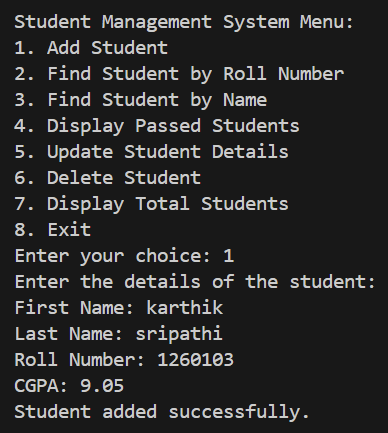 Student Management System Menu:
1. Add Student
2. Find Student by Roll Number
3. Find Student by Name
4. Display Passed Students
5. Update Student Details
6. Delete Student
7. Display Total Students
8. Exit
Enter your choice: 1
Enter the details of the student:
First Name: karthik
Last Name: sripathi
Roll Number: 1260103
CGPA: 9.05
Student added successfully.